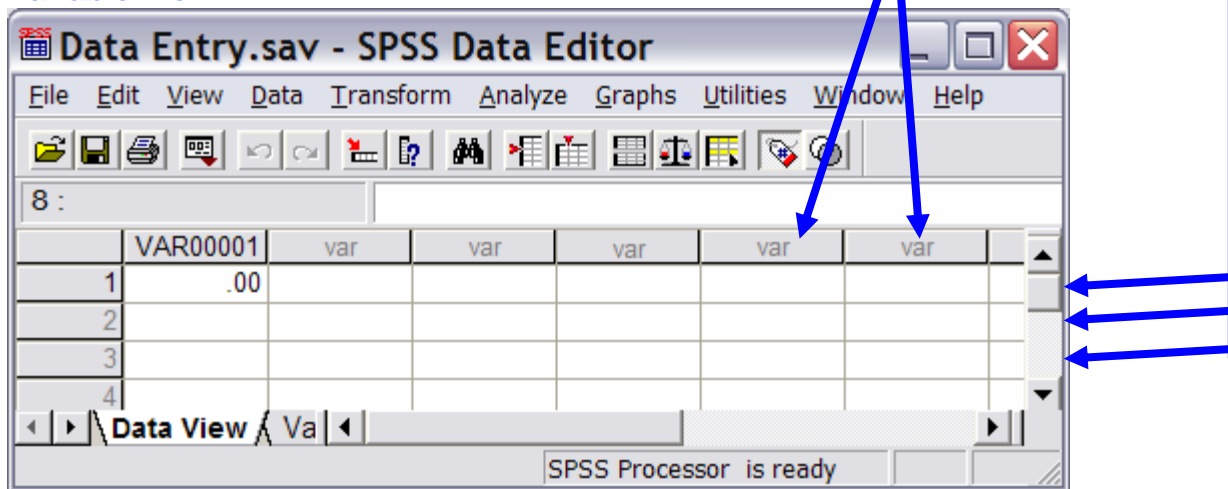 Data Entry.sav - SPSS Data Editor
File Edit View Data Transform Analyze Graphs Utilities Window Help
8 :
VAR00001 var var var var var
1 .00
2
3
4
Data View Va
SPSS Processor is ready